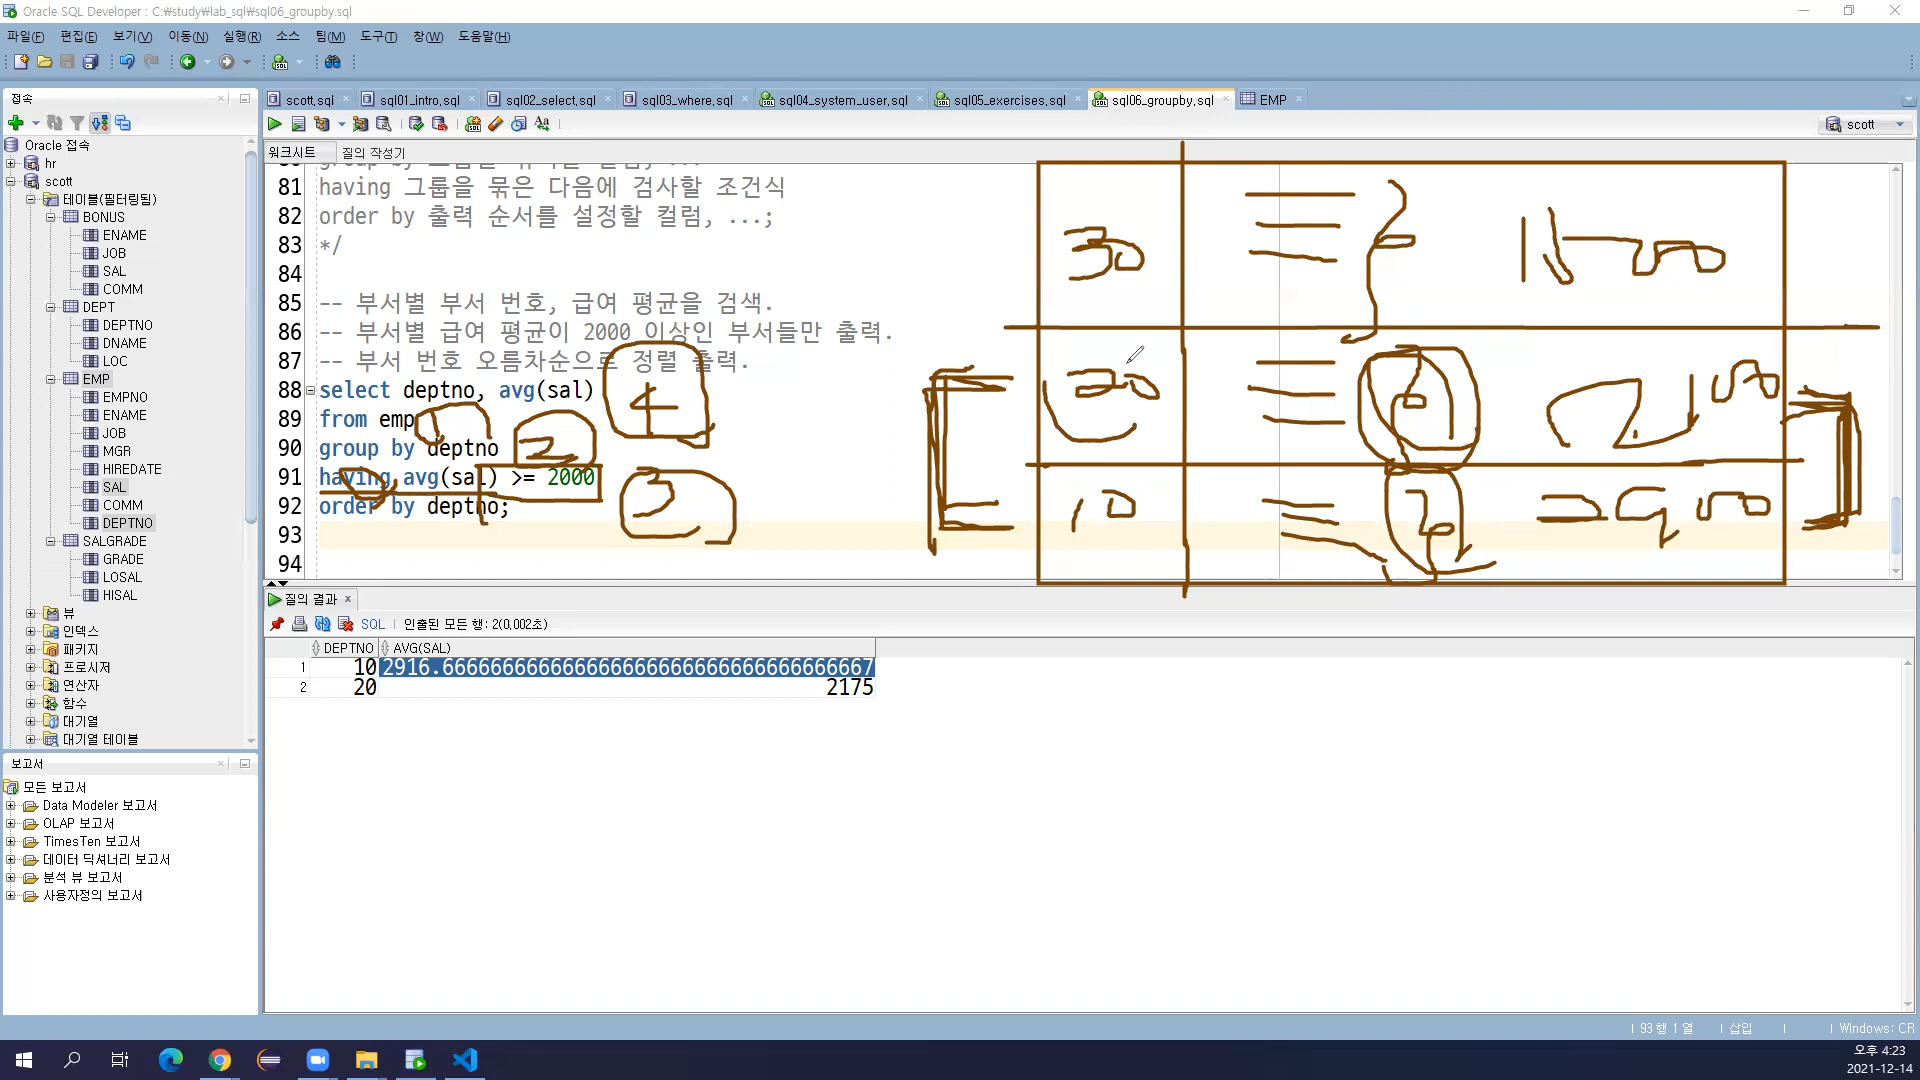 Oracle SQL Developer : C:₩study₩lab_sql₩sql06_groupby.sql
파일(F) 편집(E) 보기(V) 이동(N) 실행(R) 소스 팀(M) 도구(T) 창(W) 도움말(H)
접속
Oracle 접속
hr
scott
테이블(필터링됨)
BONUS
ENAME
JOB
SAL
COMM
DEPT
DEPTNO
DNAME
LOC
EMP
EMPNO
ENAME
JOB
MGR
HIREDATE
SAL
COMM
DEPTNO
SALGRADE
GRADE
LOSAL
HISAL
뷰
인덱스
패키지
프로시저
연산자
함수
대기열
대기열 테이블
보고서
모든 보고서
Data Modeler 보고서
OLAP 보고서
TimesTen 보고서
데이터 딕셔너리 보고서
분석 뷰 보고서
사용자정의 보고서
scott.sql sql01_intro.sql sql02_select.sql sql03_where.sql sql04_system_user.sql sql05_exercises.sql sql06_groupby.sql EMP
scott
워크시트 질의 작성기
81 having 그룹을 묶은 다음에 검사할 조건식
82 order by 출력 순서를 설정할 컬럼, ...;
83 */
84
85 -- 부서별 부서 번호, 급여 평균을 검색.
86 -- 부서별 급여 평균이 2000 이상인 부서들만 출력.
87 -- 부서 번호 오름차순으로 정렬 출력.
88 select deptno, avg(sal)
89 from emp
90 group by deptno
91 having avg(sal) >= 2000
92 order by deptno;
93
94
1
2
3
4
30
20
10
질의 결과
SQL 인출된 모든 행: 2(0.002초)
DEPTNO AVG(SAL)
1 10 2916.666666666666666666666666666666666667
2 20 2175
93 행 1 열 삽입 Windows: CR
오후 4:23
2021-12-14